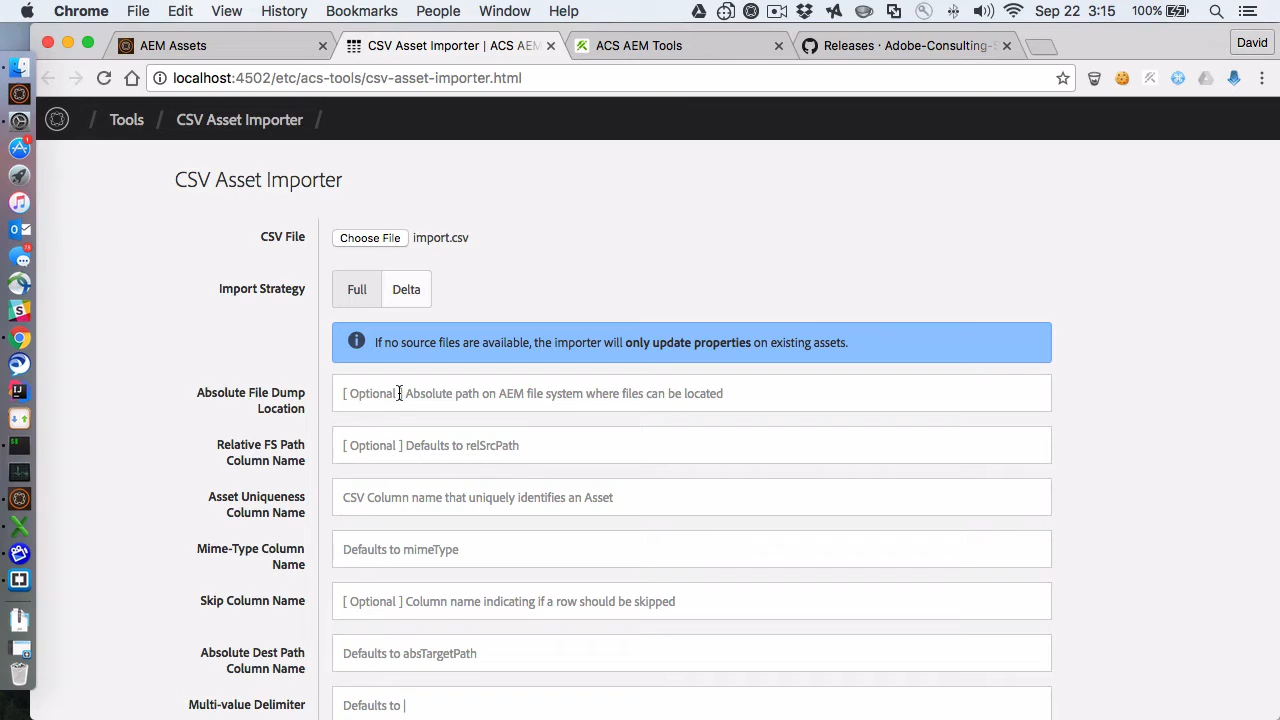 Chrome File Edit View History Bookmarks People Window Help Sep 22 3:15 100%
AEM Assets CSV Asset Importer | ACS AEM ACS AEM Tools Releases · Adobe-Consulting-S David
localhost:4502/etc/acs-tools/csv-asset-importer.html
/ Tools / CSV Asset Importer /
CSV Asset Importer
CSV File Choose File import.csv
Import Strategy Full Delta
If no source files are available, the importer will only update properties on existing assets.
Absolute File Dump Location [ Optional ] Absolute path on AEM file system where files can be located
Relative FS Path Column Name [ Optional ] Defaults to relSrcPath
Asset Uniqueness Column Name CSV Column name that uniquely identifies an Asset
Mime-Type Column Name Defaults to mimeType
Skip Column Name [ Optional ] Column name indicating if a row should be skipped
Absolute Dest Path Column Name Defaults to absTargetPath
Multi-value Delimiter Defaults to |